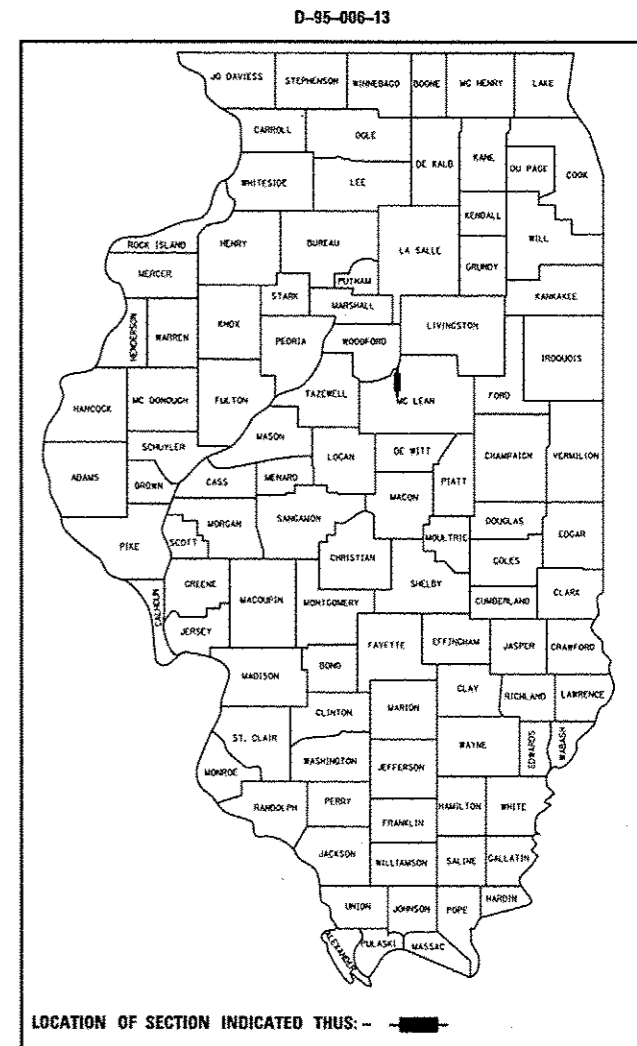 D-95-006-13
JO DAVIESS STEPHENSON WINNEBAGO BOONE MC HENRY LAKE
CARROLL OGLE
DE KALB KANE DU PAGE COOK
WHITESIDE LEE
KENDALL
ROCK ISLAND HENRY BUREAU LA SALLE GRUNDY WILL
MERCER PUTNAM
STARK MARSHALL KANKAKEE
HENDERSON WARREN KNOX PEORIA WOODFORD LIVINGSTON IROQUOIS
HANCOCK MC DONOUGH FULTON TAZEWELL MC LEAN FORD
MASON
SCHUYLER LOGAN DE WITT CHAMPAIGN VERMILION
ADAMS BROWN CASS MENARD PIATT
MACON
MORGAN SANGAMON DOUGLAS EDGAR
PIKE SCOTT CHRISTIAN MOULTRIE COLES
SHELBY
GREENE CUMBERLAND CLARK
CALHOUN MACOUPIN MONTGOMERY
JERSEY
FAYETTE EFFINGHAM JASPER CRAWFORD
MADISON BOND
CLAY RICHLAND LAWRENCE
CLINTON MARION
ST. CLAIR WAYNE EDWARDS WABASH
WASHINGTON JEFFERSON
MONROE
RANDOLPH PERRY HAMILTON WHITE
FRANKLIN
JACKSON WILLIAMSON SALINE GALLATIN
UNION JOHNSON POPE HARDIN
ALEXANDER PULASKI MASSAC
LOCATION OF SECTION INDICATED THUS: -